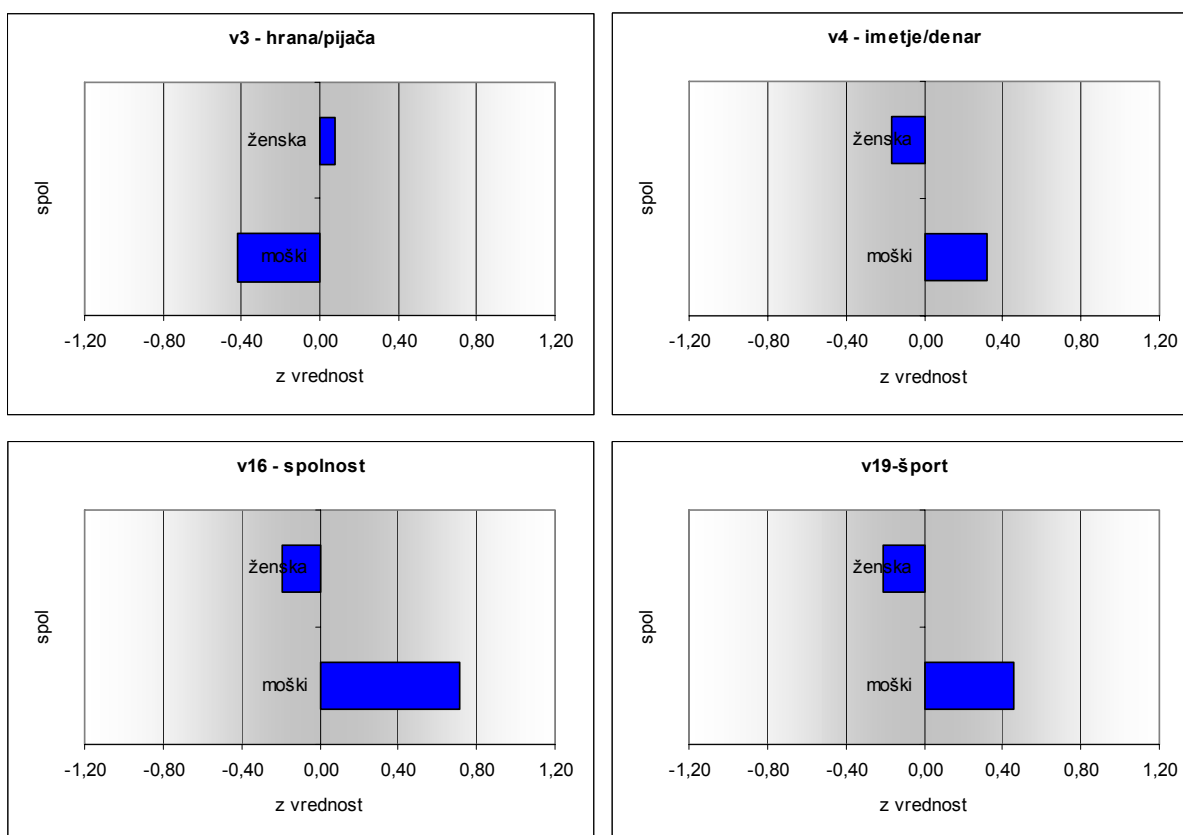 v3 - hrana/pijača
spol
ženska
moški
-1,20 -0,80 -0,40 0,00 0,40 0,80 1,20
z vrednost
v4 - imetje/denar
spol
ženska
moški
-1,20 -0,80 -0,40 0,00 0,40 0,80 1,20
z vrednost
v16 - spolnost
spol
ženska
moški
-1,20 -0,80 -0,40 0,00 0,40 0,80 1,20
z vrednost
v19-šport
spol
ženska
moški
-1,20 -0,80 -0,40 0,00 0,40 0,80 1,20
z vrednost